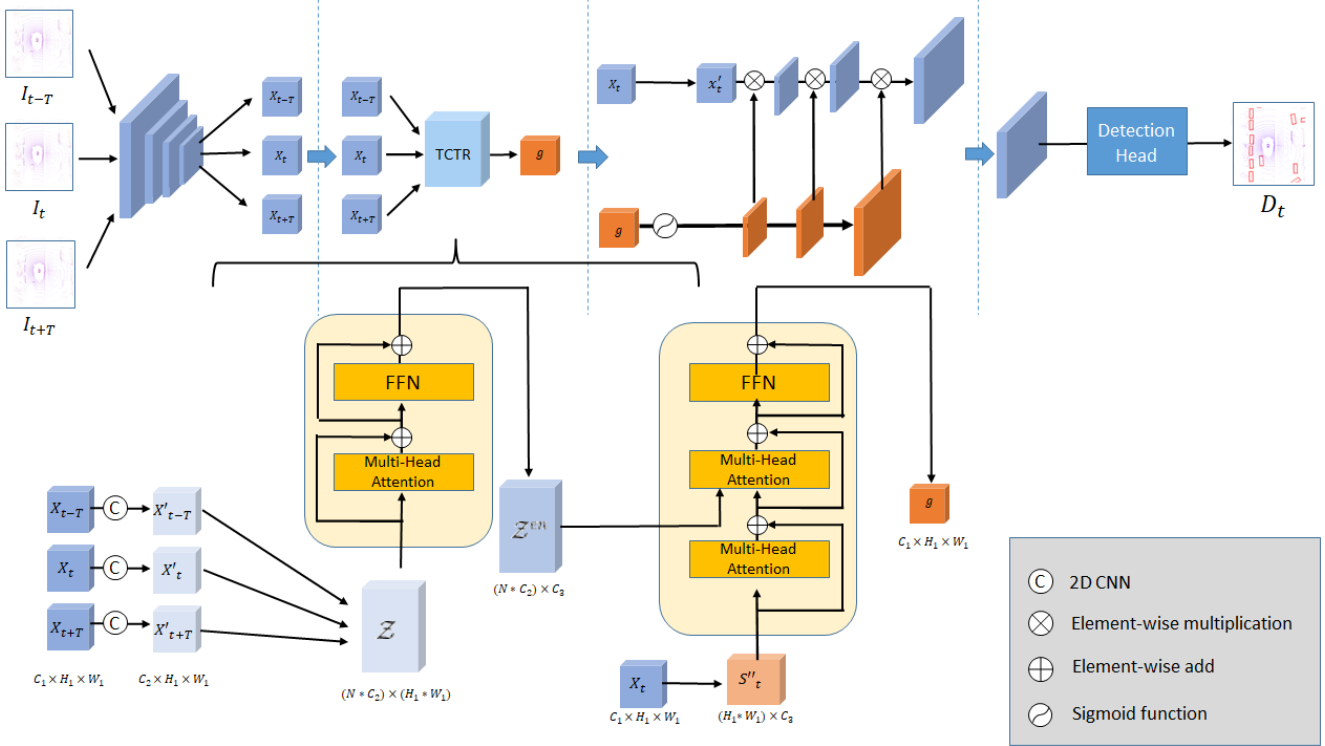 I_{t-T}
I_t
I_{t+T}
X_{t-T}
X_t
X_{t+T}
X_{t-T}
X_t
X_{t+T}
TCTR
g
X_t
x'_t
g
Detection
Head
D_t
FFN
Multi-Head
Attention
FFN
Multi-Head
Attention
Multi-Head
Attention
X_{t-T}
C
X'_{t-T}
X_t
C
X'_t
X_{t+T}
C
X'_{t+T}
C_1 × H_1 × W_1
C_2 × H_1 × W_1
Z
(N * C_2) × (H_1 * W_1)
Z^{en}
(N * C_2) × C_3
X_t
C_1 × H_1 × W_1
S''_t
(H_1 * W_1) × C_3
g
C_1 × H_1 × W_1
C 2D CNN
Element-wise multiplication
Element-wise add
Sigmoid function